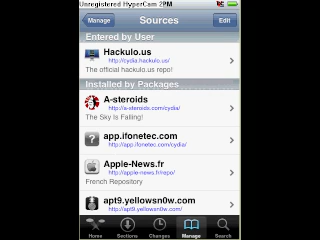 Unregistered HyperCam 2PM
Manage
Sources
Edit
Entered by User
Hackulo.us
http://cydia.hackulo.us/
The official hackulo.us repo!
Installed by Packages
A-steroids
http://a-steroids.com/cydia/
The Sky Is Falling!
app.ifonetec.com
http://app.ifonetec.com/cydia/
Apple-News.fr
http://apple-news.fr/repo/
French Repository
apt9.yellowsn0w.com
http://apt9.yellowsn0w.com/
Home
Sections
Changes
Manage
Search